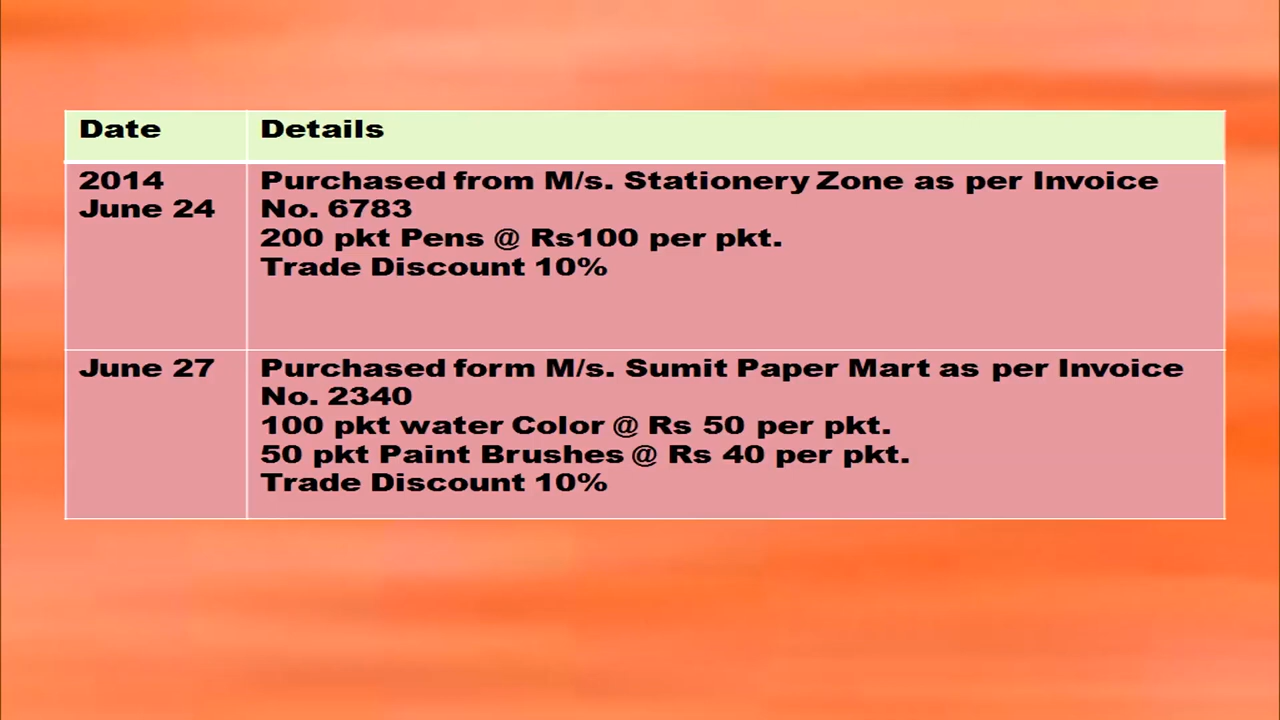 Date Details
2014 Purchased from M/s. Stationery Zone as per Invoice
June 24 No. 6783
200 pkt Pens @ Rs100 per pkt.
Trade Discount 10%
June 27 Purchased form M/s. Sumit Paper Mart as per Invoice
No. 2340
100 pkt water Color @ Rs 50 per pkt.
50 pkt Paint Brushes @ Rs 40 per pkt.
Trade Discount 10%